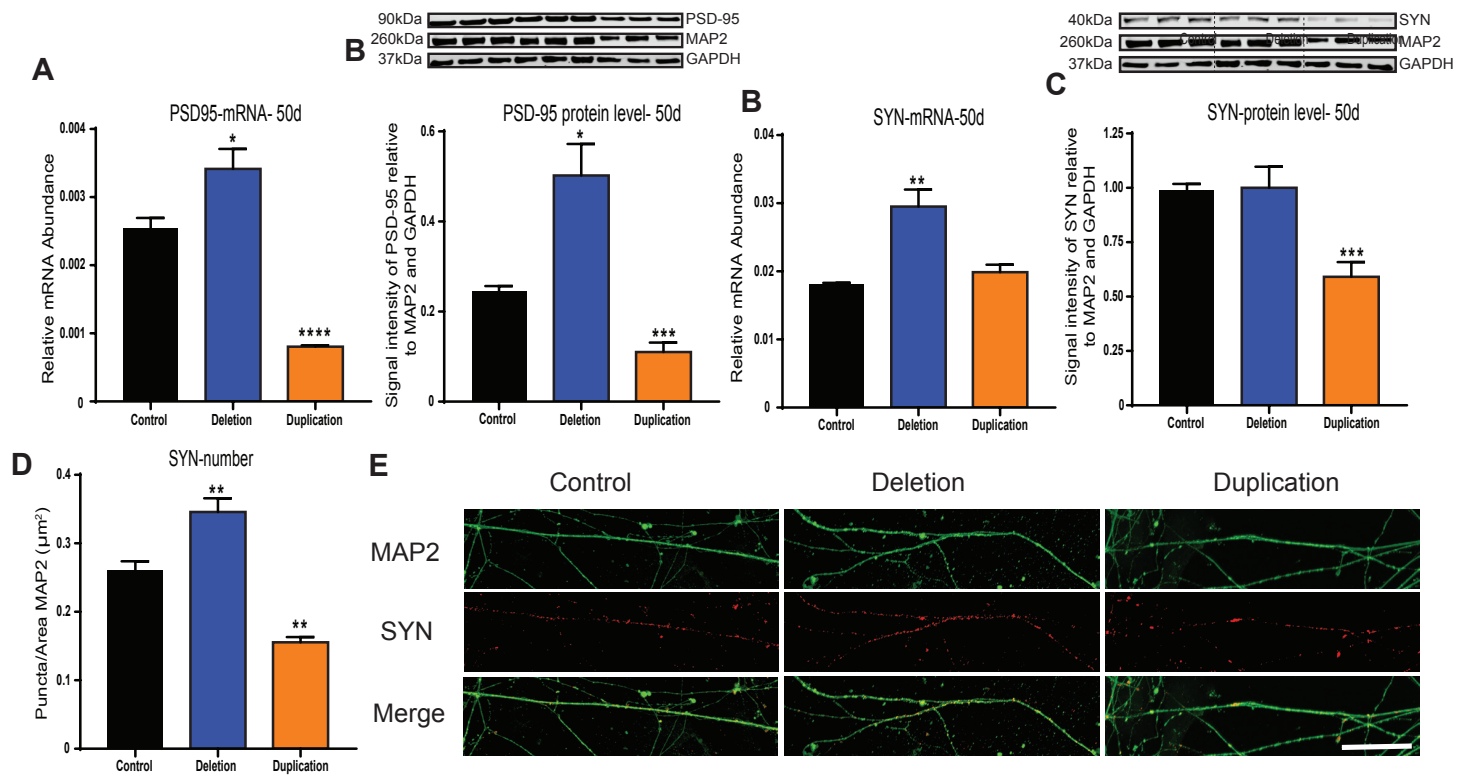 90kDa PSD-95
260kDa MAP2
37kDa GAPDH
40kDa SYN
260kDa MAP2
Control Deletion Duplication
37kDa GAPDH
A
PSD95-mRNA- 50d
Relative mRNA Abundance
0.004
0.003
0.002
0.001
0
*
****
Control Deletion Duplication
B
PSD-95 protein level- 50d
Signal intensity of PSD-95 relative
to MAP2 and GAPDH
0.6
0.4
0.2
0
*
***
Control Deletion Duplication
B
SYN-mRNA-50d
Relative mRNA Abundance
0.04
0.03
0.02
0.01
0
**
Control Deletion Duplication
C
SYN-protein level- 50d
Signal intensity of SYN relative
to MAP2 and GAPDH
1.25
1.00
0.75
0.50
0.25
0
***
Control Deletion Duplication
D
SYN-number
Puncta/Area MAP2 (µm²)
0.4
0.3
0.2
0.1
0
**
**
Control Deletion Duplication
E
Control Deletion Duplication
MAP2
SYN
Merge